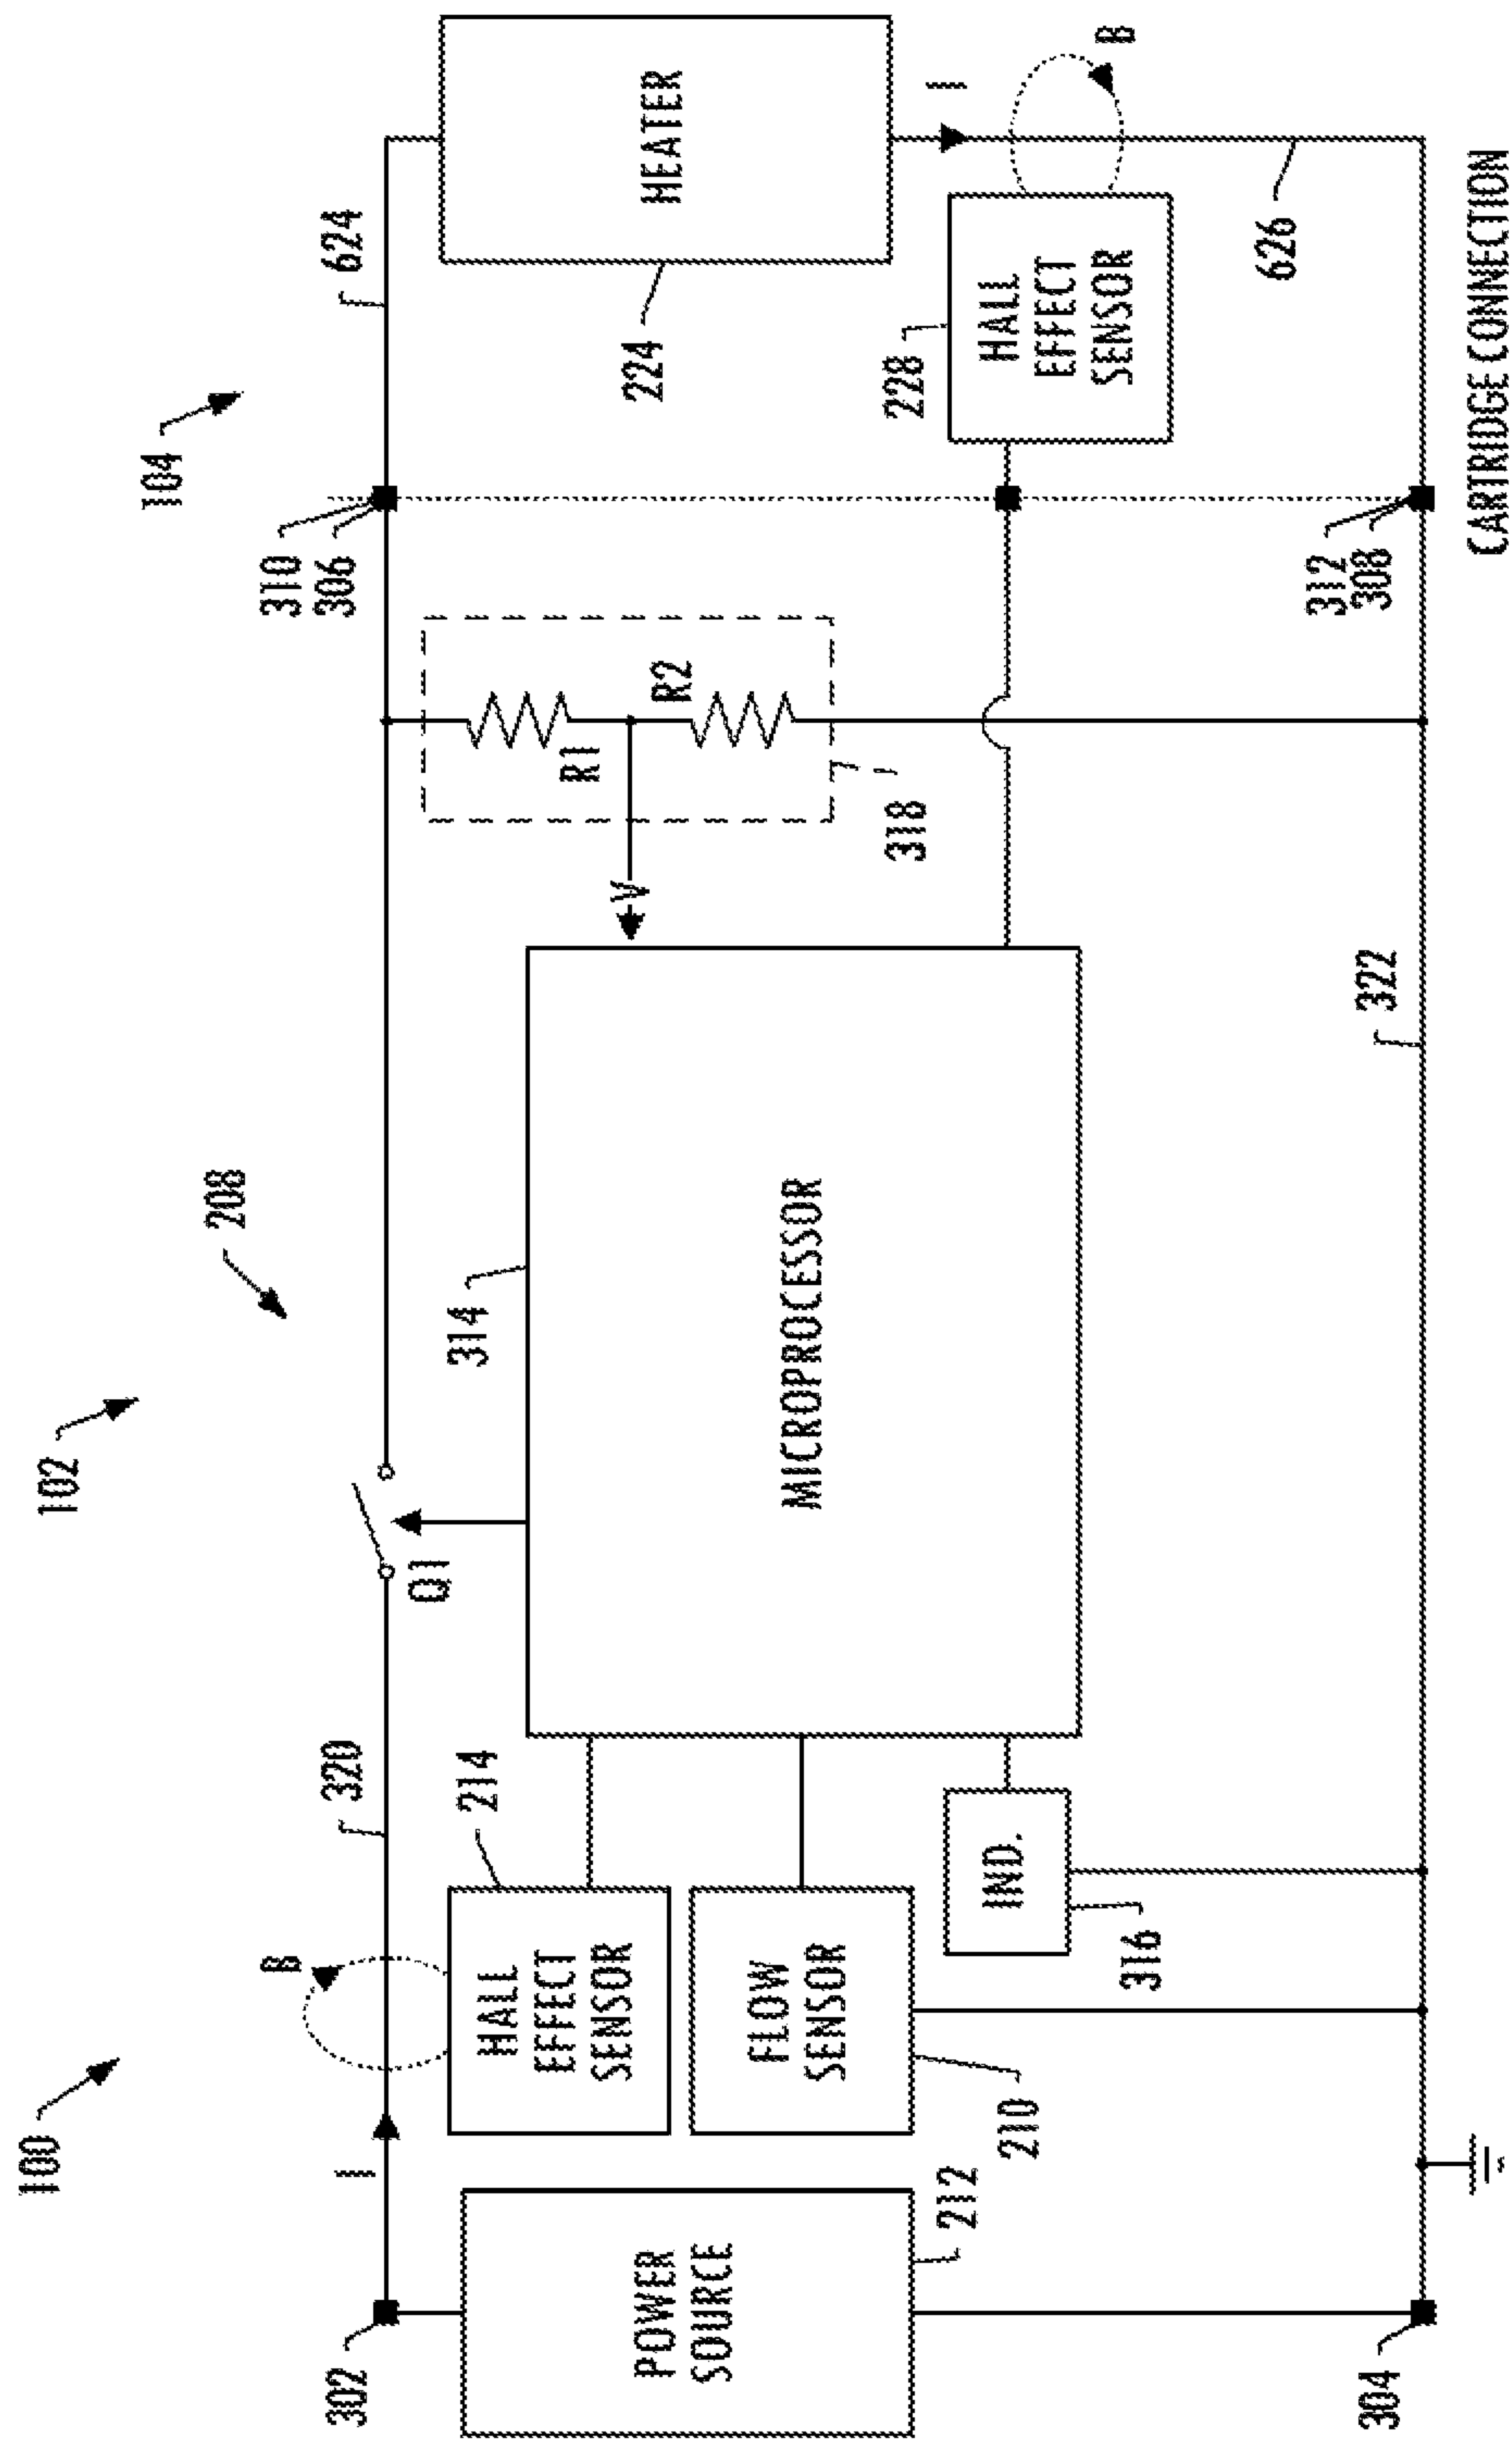 100
102
208
104
302
I
B
320
Q1
310
306
624
POWER
SOURCE
212
HALL
EFFECT
SENSOR
214
FLOW
SENSOR
210
IND.
316
314
MICROPROCESSOR
V
R1
R2
318
HEATER
224
I
B
HALL
EFFECT
SENSOR
228
626
304
322
312
308
CARTRIDGE CONNECTION